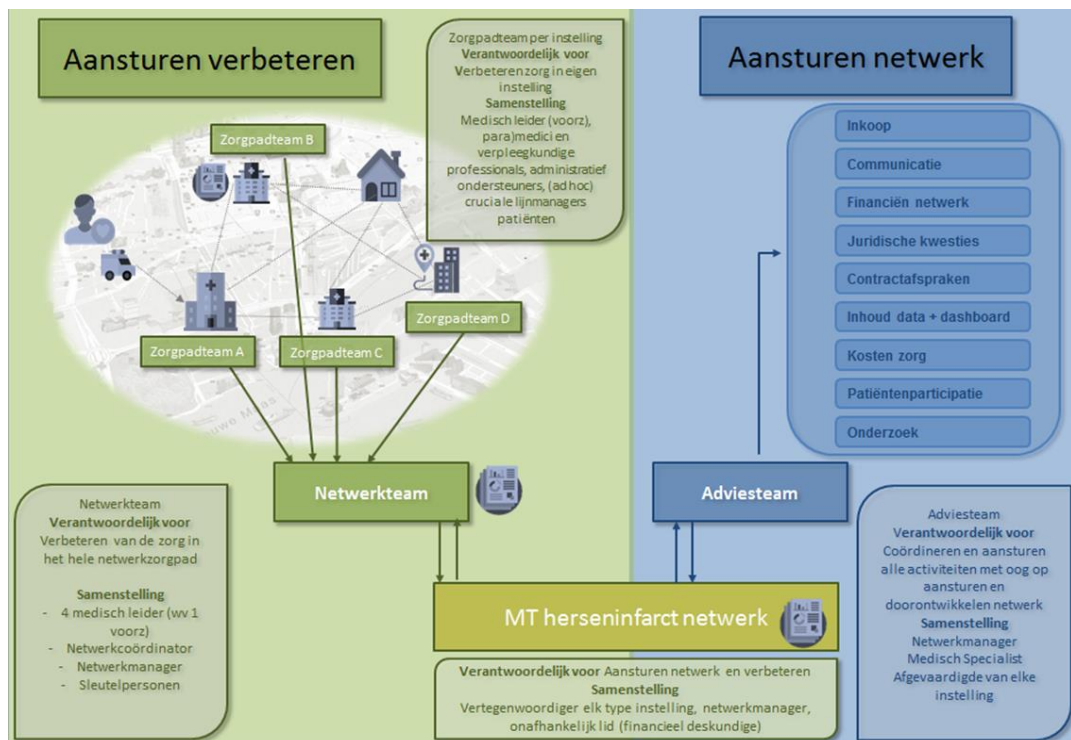 Aansturen verbeteren
Zorgpadteam per instelling
Verantwoordelijk voor
Verbeteren zorg in eigen
instelling
Samenstelling
Medisch leider (voorz),
para)medici en
verpleegkundige
professionals, administratief
ondersteuners, (ad hoc)
cruciale lijnmanagers
patiënten
Zorgpadteam B
Zorgpadteam D
Zorgpadteam A
Zorgpadteam C
Netwerkteam
Netwerkteam
Verantwoordelijk voor
Verbeteren van de zorg in
het hele netwerkzorgpad
Samenstelling
- 4 medisch leider (wv 1
voorz)
- Netwerkcoördinator
- Netwerkmanager
- Sleutelpersonen
Aansturen netwerk
Inkoop
Communicatie
Financiën netwerk
Juridische kwesties
Contractafspraken
Inhoud data + dashboard
Kosten zorg
Patiëntenparticipatie
Onderzoek
Adviesteam
Adviesteam
Verantwoordelijk voor
Coördineren en aansturen
alle activiteiten met oog op
aansturen en
doorontwikkelen netwerk
Samenstelling
Netwerkmanager
Medisch Specialist
Afgevaardigde van elke
instelling
MT herseninfarct netwerk
Verantwoordelijk voor Aansturen netwerk en verbeteren
Samenstelling
Vertegenwoordiger elk type instelling, netwerkmanager,
onafhankelijk lid (financieel deskundige)